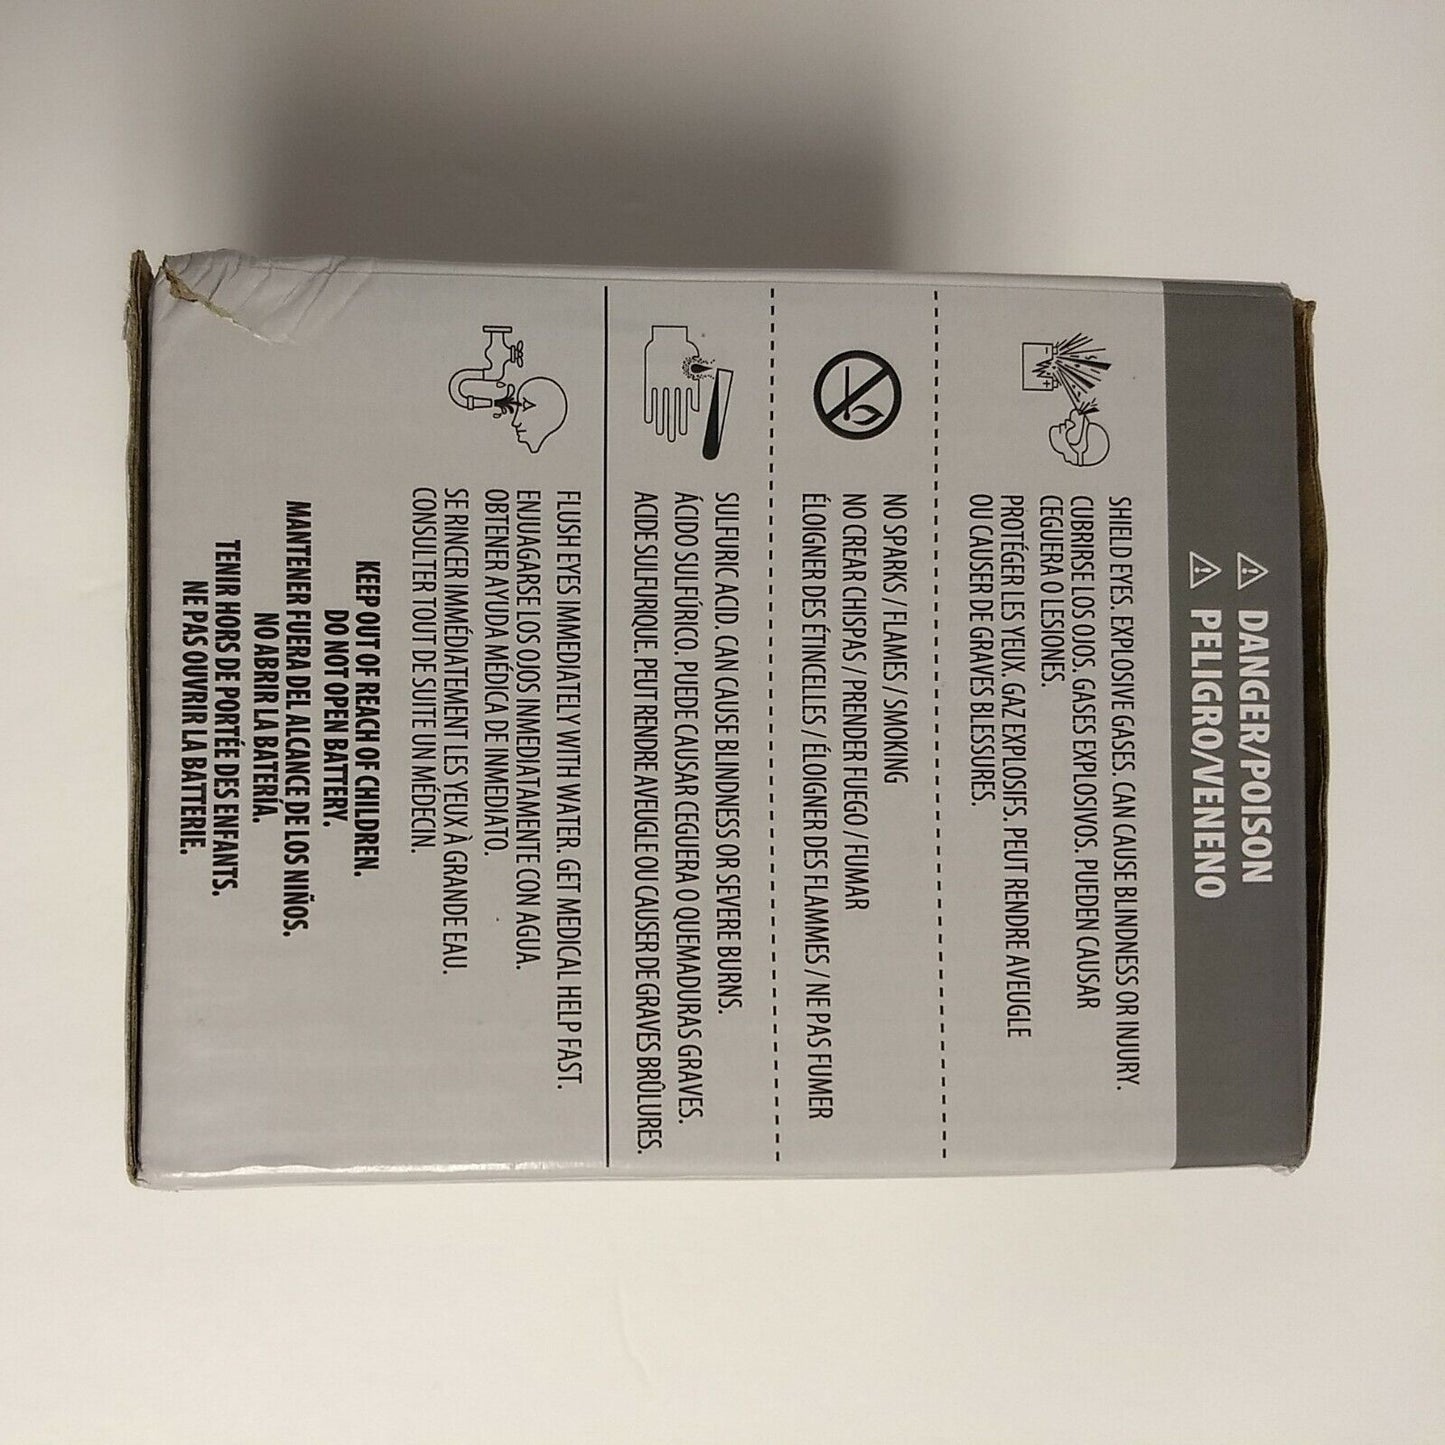 ⚠ DANGER/POISON
⚠ PELIGRO/VENENO
SHIELD EYES. EXPLOSIVE GASES. CAN CAUSE BLINDNESS OR INJURY.
CUBRIRSE LOS OJOS. GASES EXPLOSIVOS. PUEDEN CAUSAR
CEGUERA O LESIONES.
PROTÉGER LES YEUX. GAZ EXPLOSIFS. PEUT RENDRE AVEUGLE
OU CAUSER DE GRAVES BLESSURES.
NO SPARKS / FLAMES / SMOKING
NO CREAR CHISPAS / PRENDER FUEGO / FUMAR
ÉLOIGNER DES ÉTINCELLES / ÉLOIGNER DES FLAMMES / NE PAS FUMER
SULFURIC ACID. CAN CAUSE BLINDNESS OR SEVERE BURNS.
ÁCIDO SULFÚRICO. PUEDE CAUSAR CEGUERA O QUEMADURAS GRAVES.
ACIDE SULFURIQUE. PEUT RENDRE AVEUGLE OU CAUSER DE GRAVES BRÛLURES.
FLUSH EYES IMMEDIATELY WITH WATER. GET MEDICAL HELP FAST.
ENJUAGARSE LOS OJOS INMEDIATAMENTE CON AGUA.
OBTENER AYUDA MÉDICA DE INMEDIATO.
SE RINCER IMMÉDIATEMENT LES YEUX À GRANDE EAU.
CONSULTER TOUT DE SUITE UN MÉDECIN.
KEEP OUT OF REACH OF CHILDREN.
DO NOT OPEN BATTERY.
MANTENER FUERA DEL ALCANCE DE LOS NIÑOS.
NO ABRIR LA BATERÍA.
TENIR HORS DE PORTÉE DES ENFANTS.
NE PAS OUVRIR LA BATTERIE.